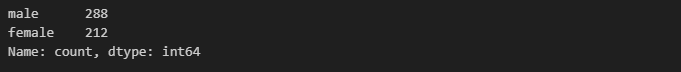 male      288
female    212
Name: count, dtype: int64